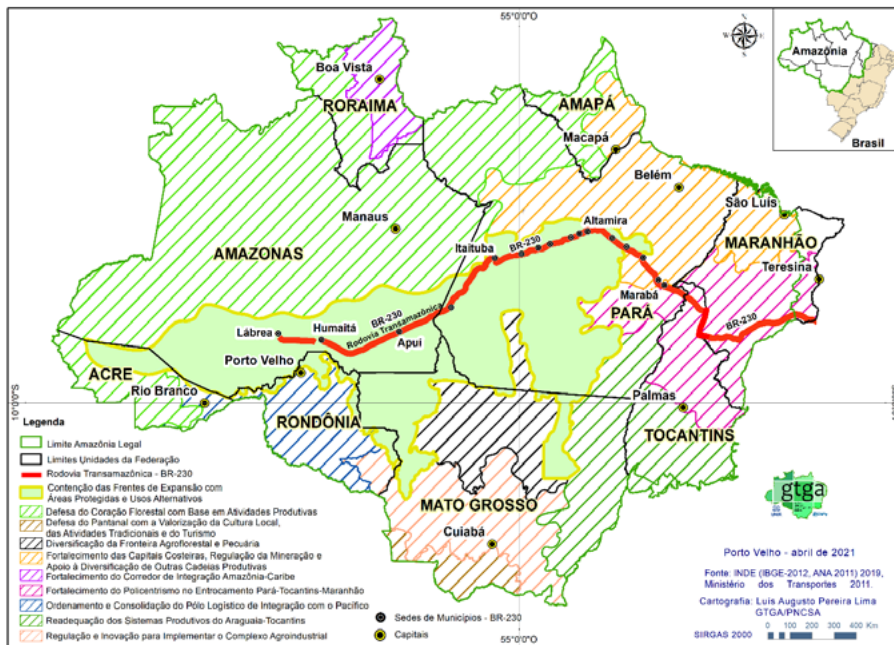 55°0'0"O
Amazônia
Brasil
Boa Vista
RORAIMA
AMAPÁ
Macapá
Belém
São Luís
Manaus
Altamira
AMAZONAS
Itaituba
BR-230
MARANHÃO
Teresina
Marabá
PARÁ
BR-230
Rodovia Transamazônica
BR-230
Lábrea
Humaitá
Apuí
Porto Velho
ACRE
Rio Branco
10°0'0"S
RONDÔNIA
Palmas
TOCANTINS
MATO GROSSO
Cuiabá
Legenda
Limite Amazônia Legal
Limites Unidades da Federação
Rodovia Transamazônica - BR-230
Contenção das Frentes de Expansão com
Áreas Protegidas e Usos Alternativos
Defesa do Coração Florestal com Base em Atividades Produtivas
Defesa do Pantanal com a Valorização da Cultura Local,
das Atividades Tradicionais e do Turismo
Diversificação da Fronteira Agroflorestal e Pecuária
Fortalecimento das Capitais Costeiras, Regulação da Mineração e
Apoio à Diversificação de Outras Cadeias Produtivas
Fortalecimento do Corredor de Integração Amazônia-Caribe
Fortalecimento do Policentrismo no Entrocamento Pará-Tocantins-Maranhão
Ordenamento e Consolidação do Pólo Logístico de Integração com o Pacífico
Readequação dos Sistemas Produtivos do Araguaia-Tocantins
Regulação e Inovação para Implementar o Complexo Agroindustrial
Sedes de Municípios - BR-230
Capitais
55°0'0"O
gtga
Porto Velho - abril de 2021
Fonte: INDE (IBGE-2012, ANA 2011) 2019,
Ministério dos Transportes 2011.
Cartografia: Luis Augusto Pereira Lima
GTGA/PNCSA
SIRGAS 2000
0 100 200 300 400
Km